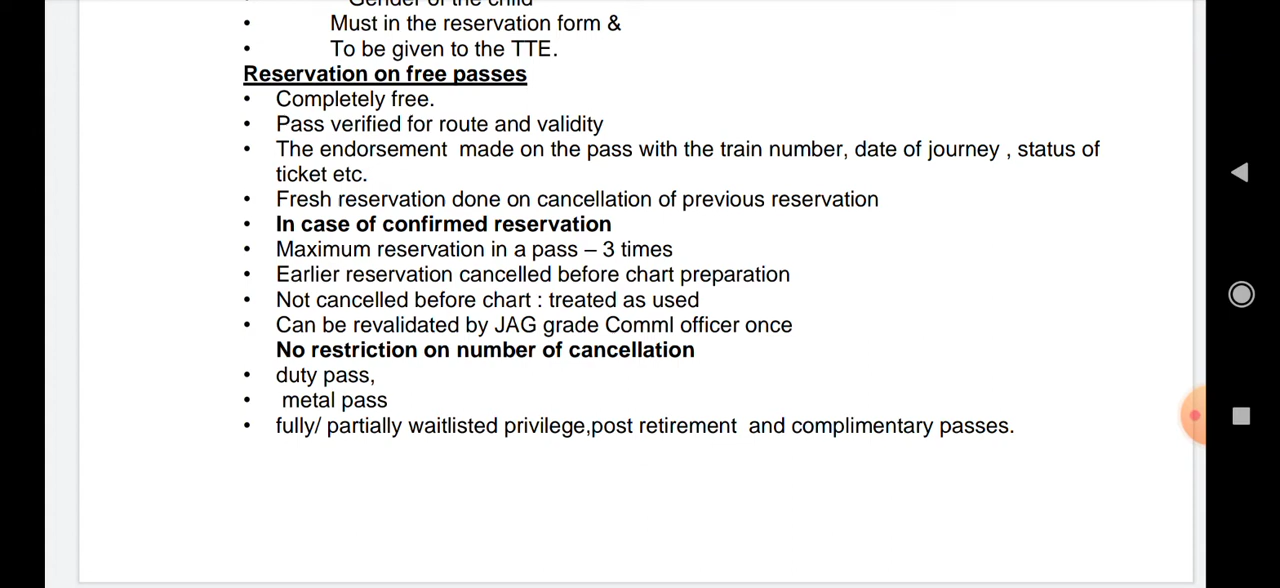 Gender of the child
• Must in the reservation form &
• To be given to the TTE.
Reservation on free passes
• Completely free.
• Pass verified for route and validity
• The endorsement  made on the pass with the train number, date of journey , status of
ticket etc.
• Fresh reservation done on cancellation of previous reservation
• In case of confirmed reservation
• Maximum reservation in a pass – 3 times
• Earlier reservation cancelled before chart preparation
• Not cancelled before chart : treated as used
• Can be revalidated by JAG grade Comml officer once
No restriction on number of cancellation
• duty pass,
• metal pass
• fully/ partially waitlisted privilege,post retirement  and complimentary passes.